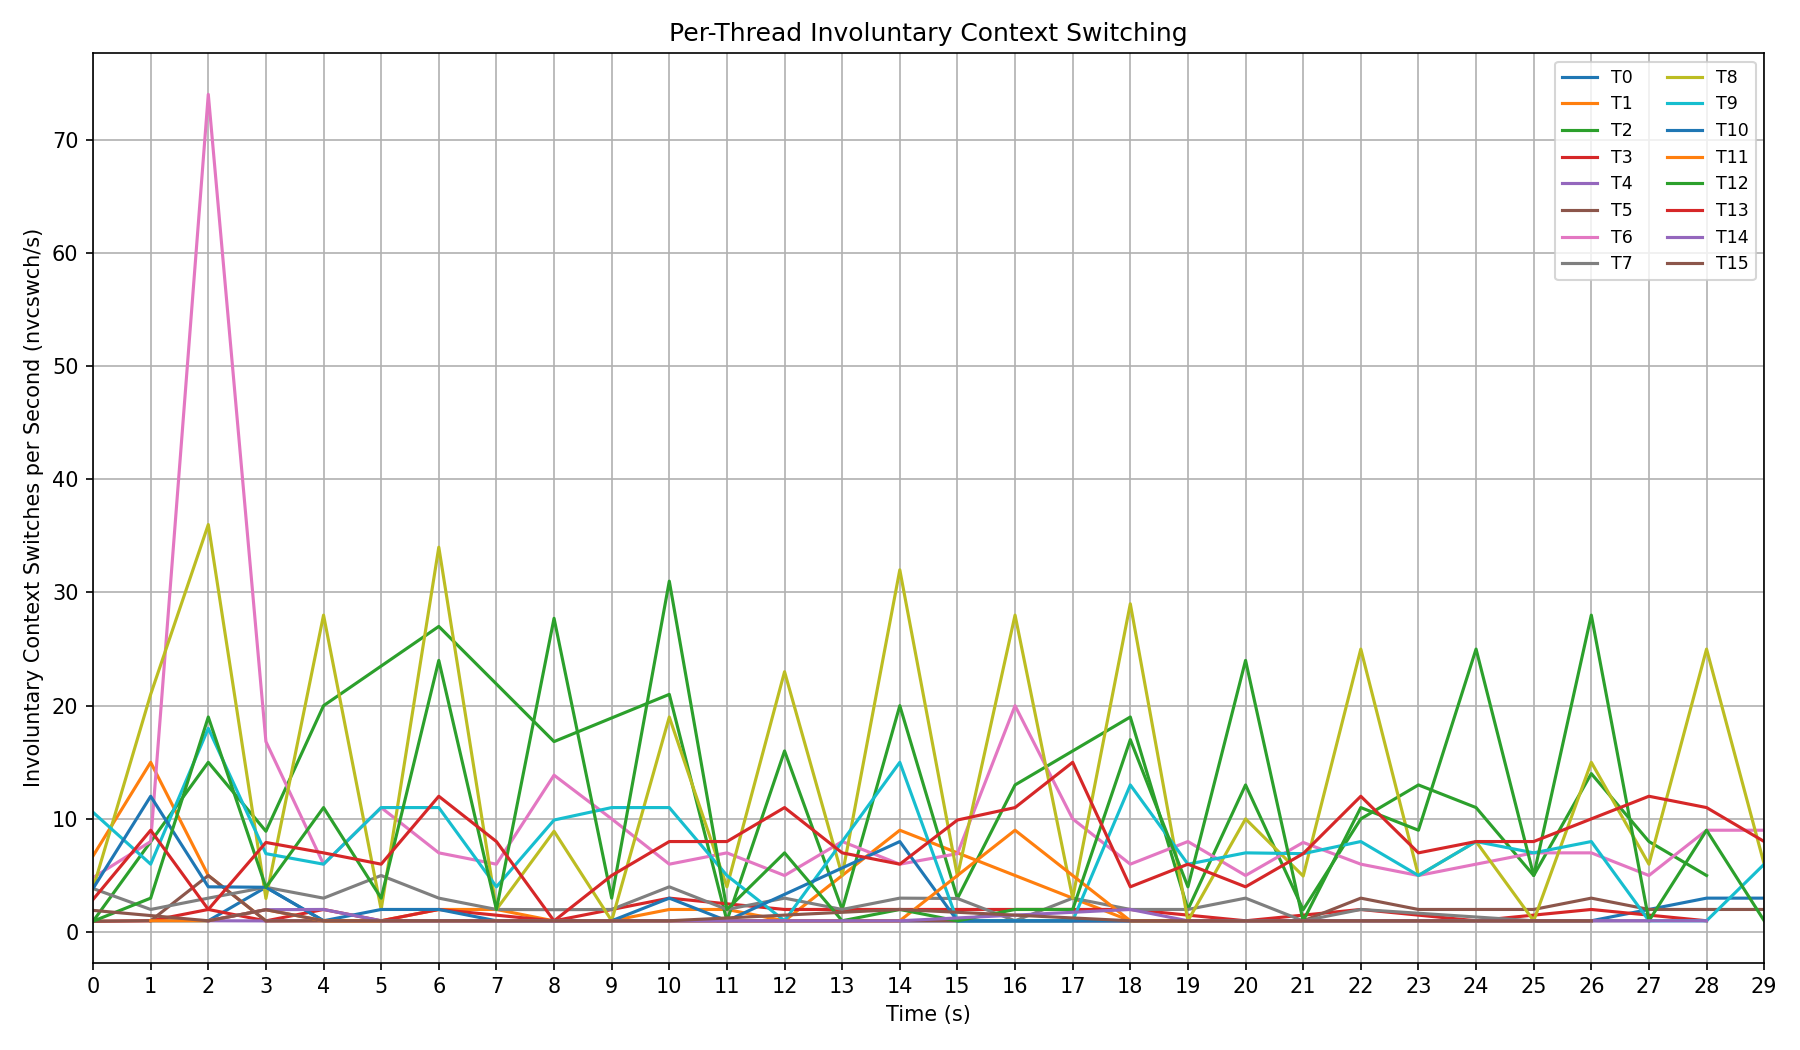 Per-Thread Involuntary Context Switching
Involuntary Context Switches per Second (nvcswch/s)
70
60
50
40
30
20
10
0
T0 T8
T1 T9
T2 T10
T3 T11
T4 T12
T5 T13
T6 T14
T7 T15
0 1 2 3 4 5 6 7 8 9 10 11 12 13 14 15 16 17 18 19 20 21 22 23 24 25 26 27 28 29
Time (s)